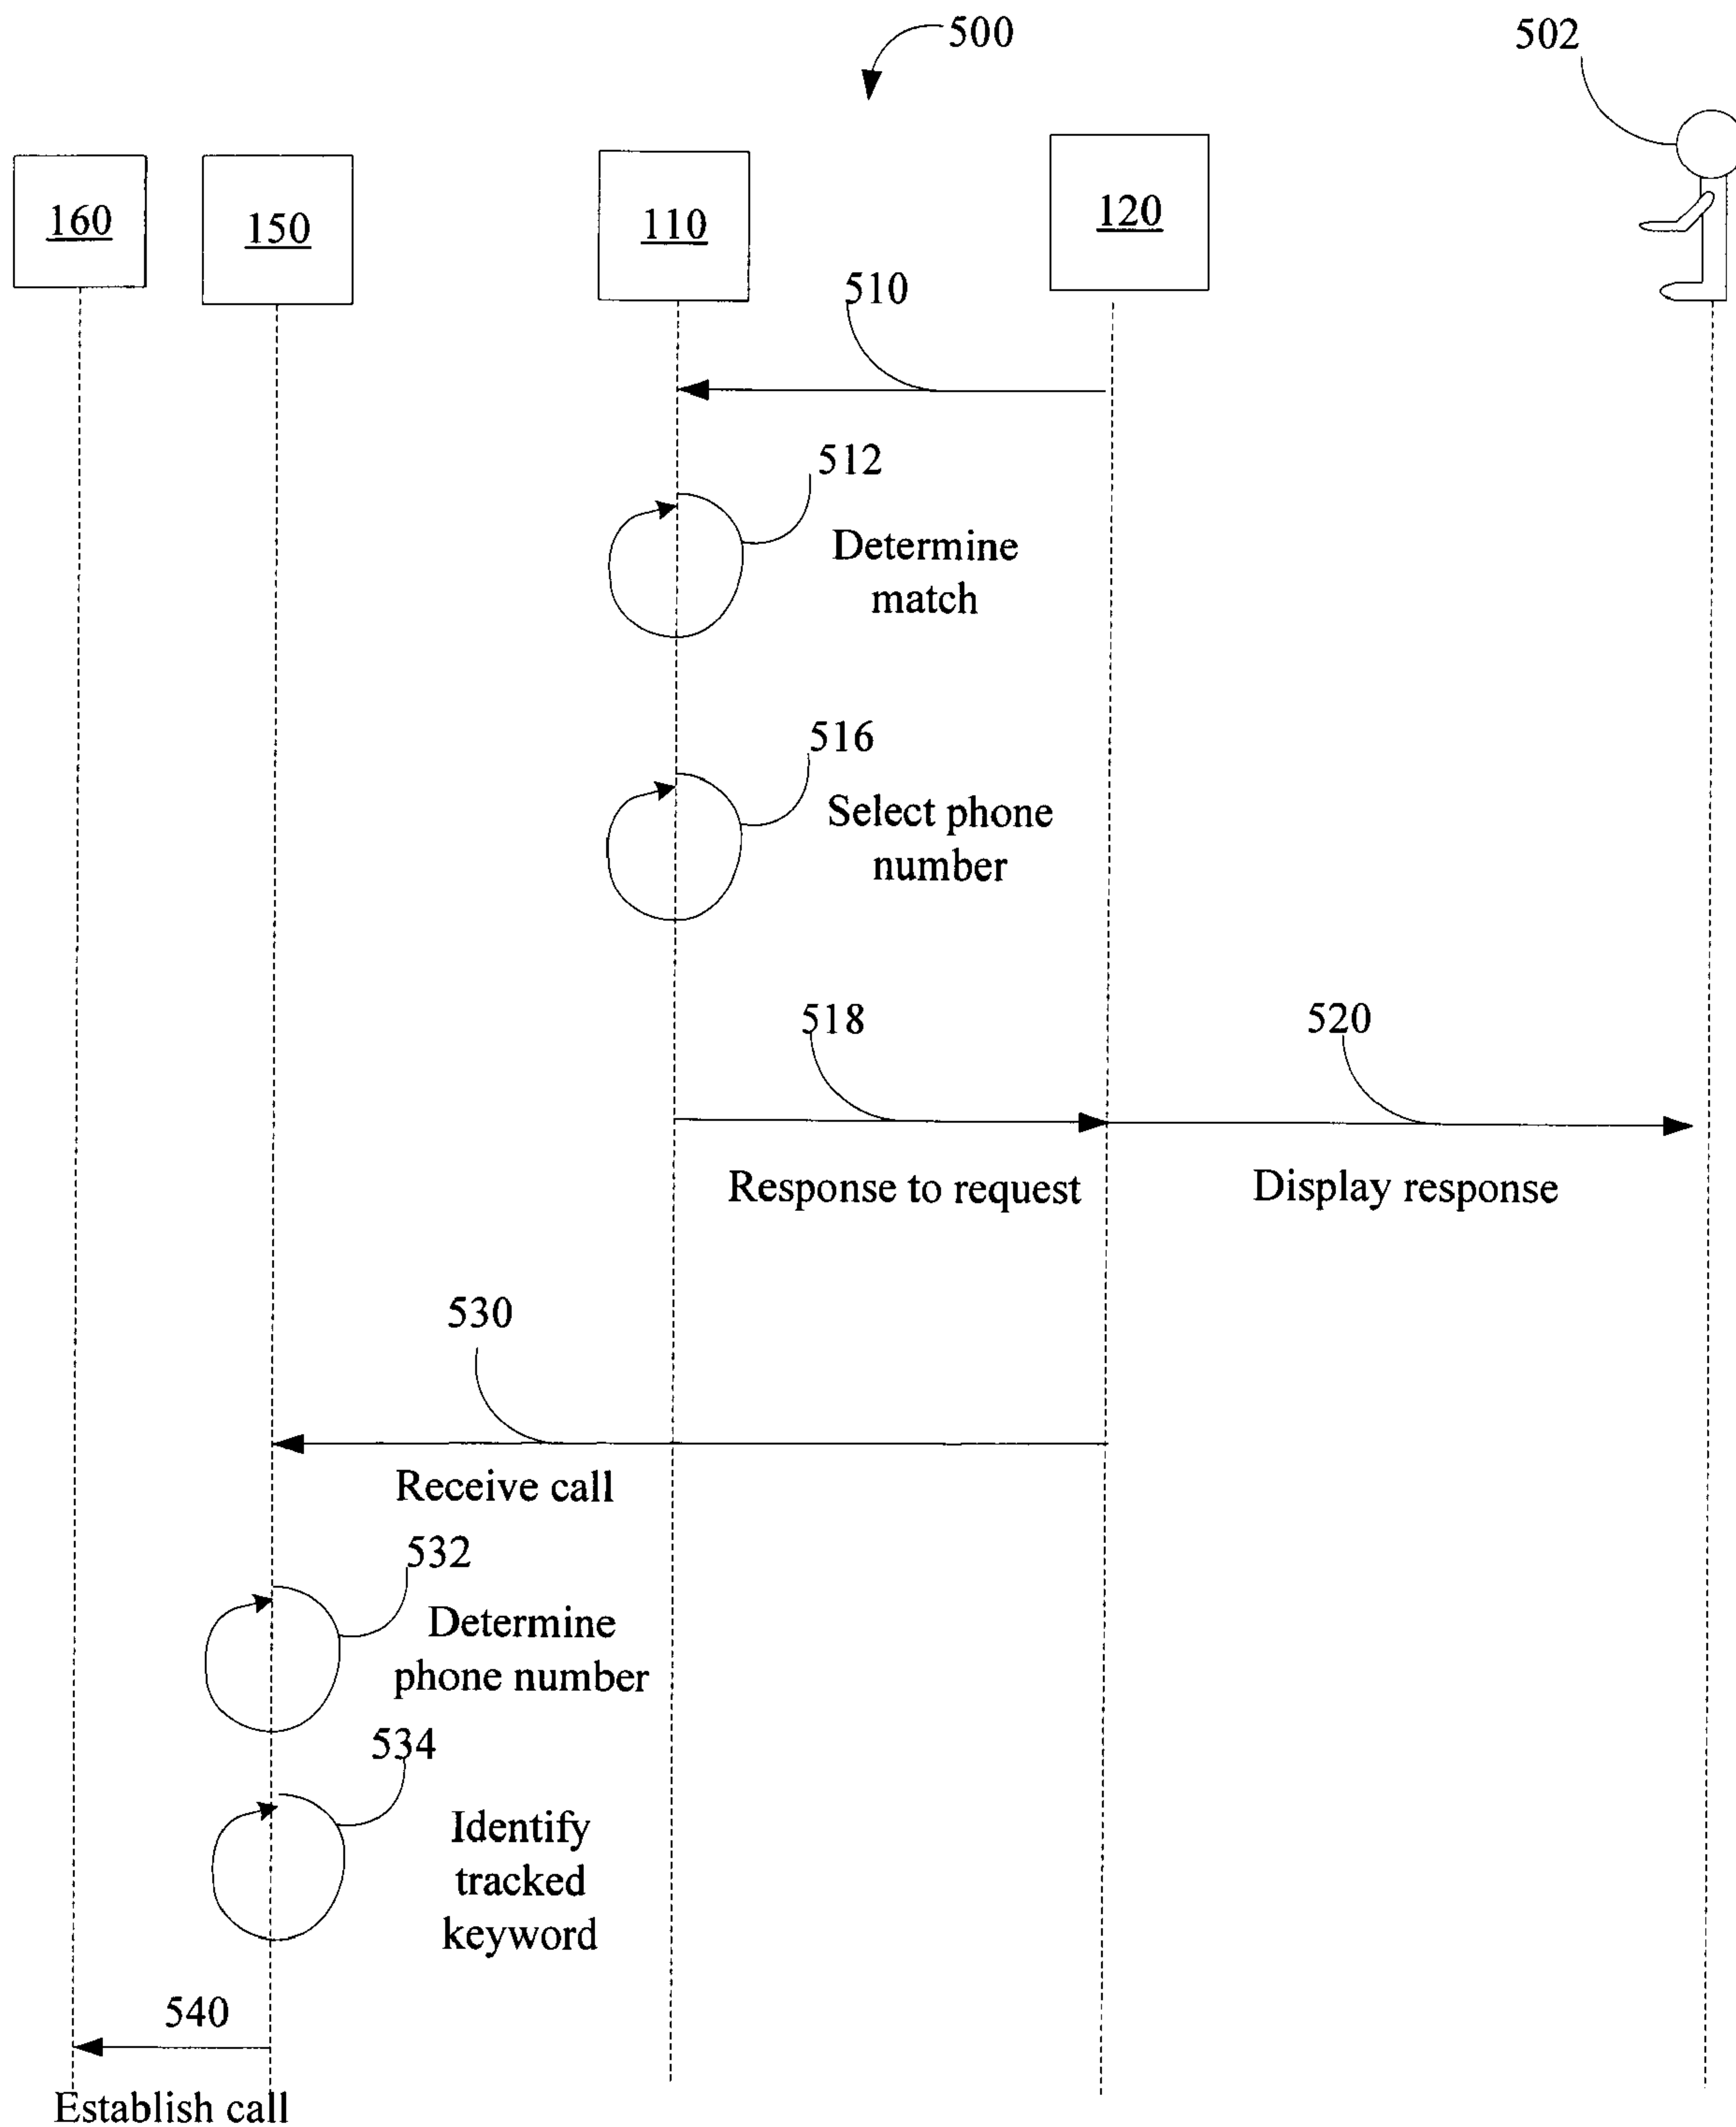 500
502
160
150
110
120
510
512
Determine
match
516
Select phone
number
518
520
Response to request
Display response
530
Receive call
532
Determine
phone number
534
Identify
tracked
keyword
540
Establish call